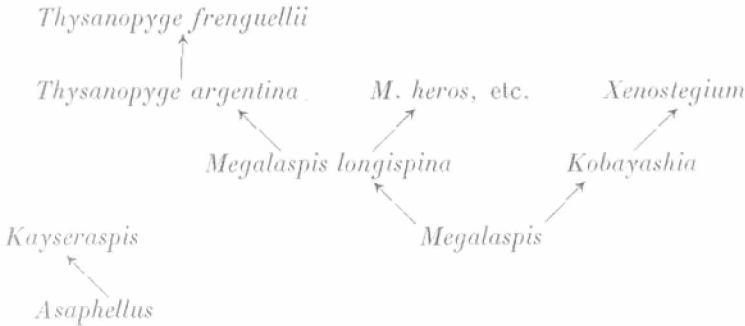 Thysanopyge frenguellii
Thysanopyge argentina M. heros, etc. Xenostegium
Megalaspis longispina Kobayashia
Kayseraspis Megalaspis
Asaphellus